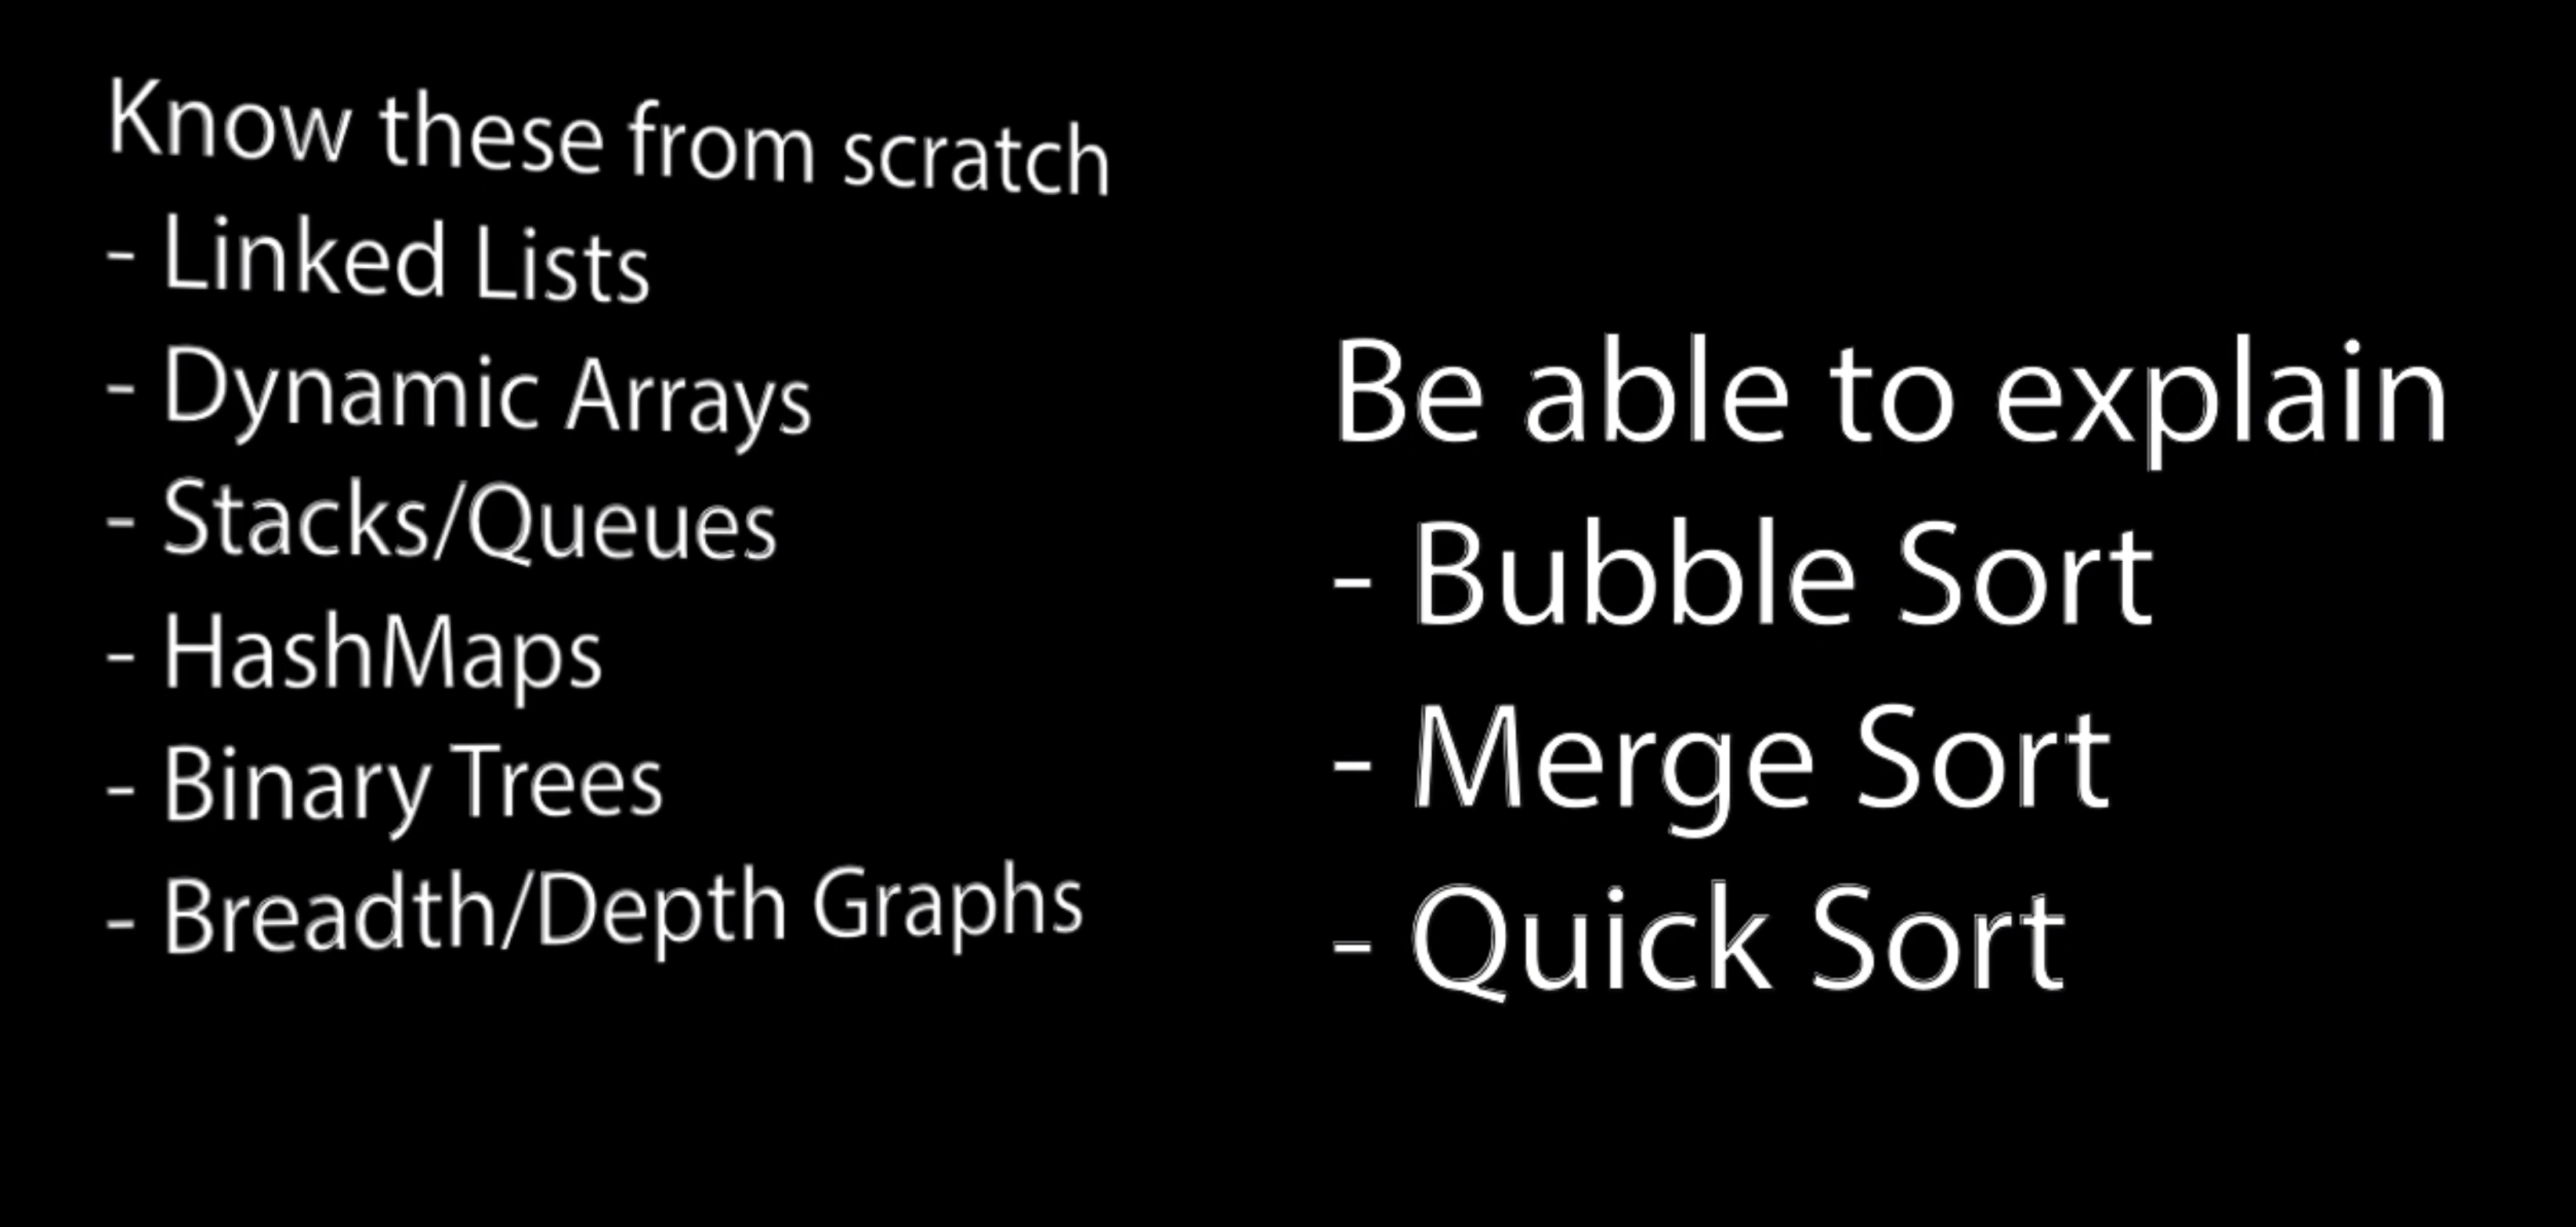 Know these from scratch
- Linked Lists
- Dynamic Arrays
- Stacks/Queues
- HashMaps
- Binary Trees
- Breadth/Depth Graphs
Be able to explain
- Bubble Sort
- Merge Sort
- Quick Sort